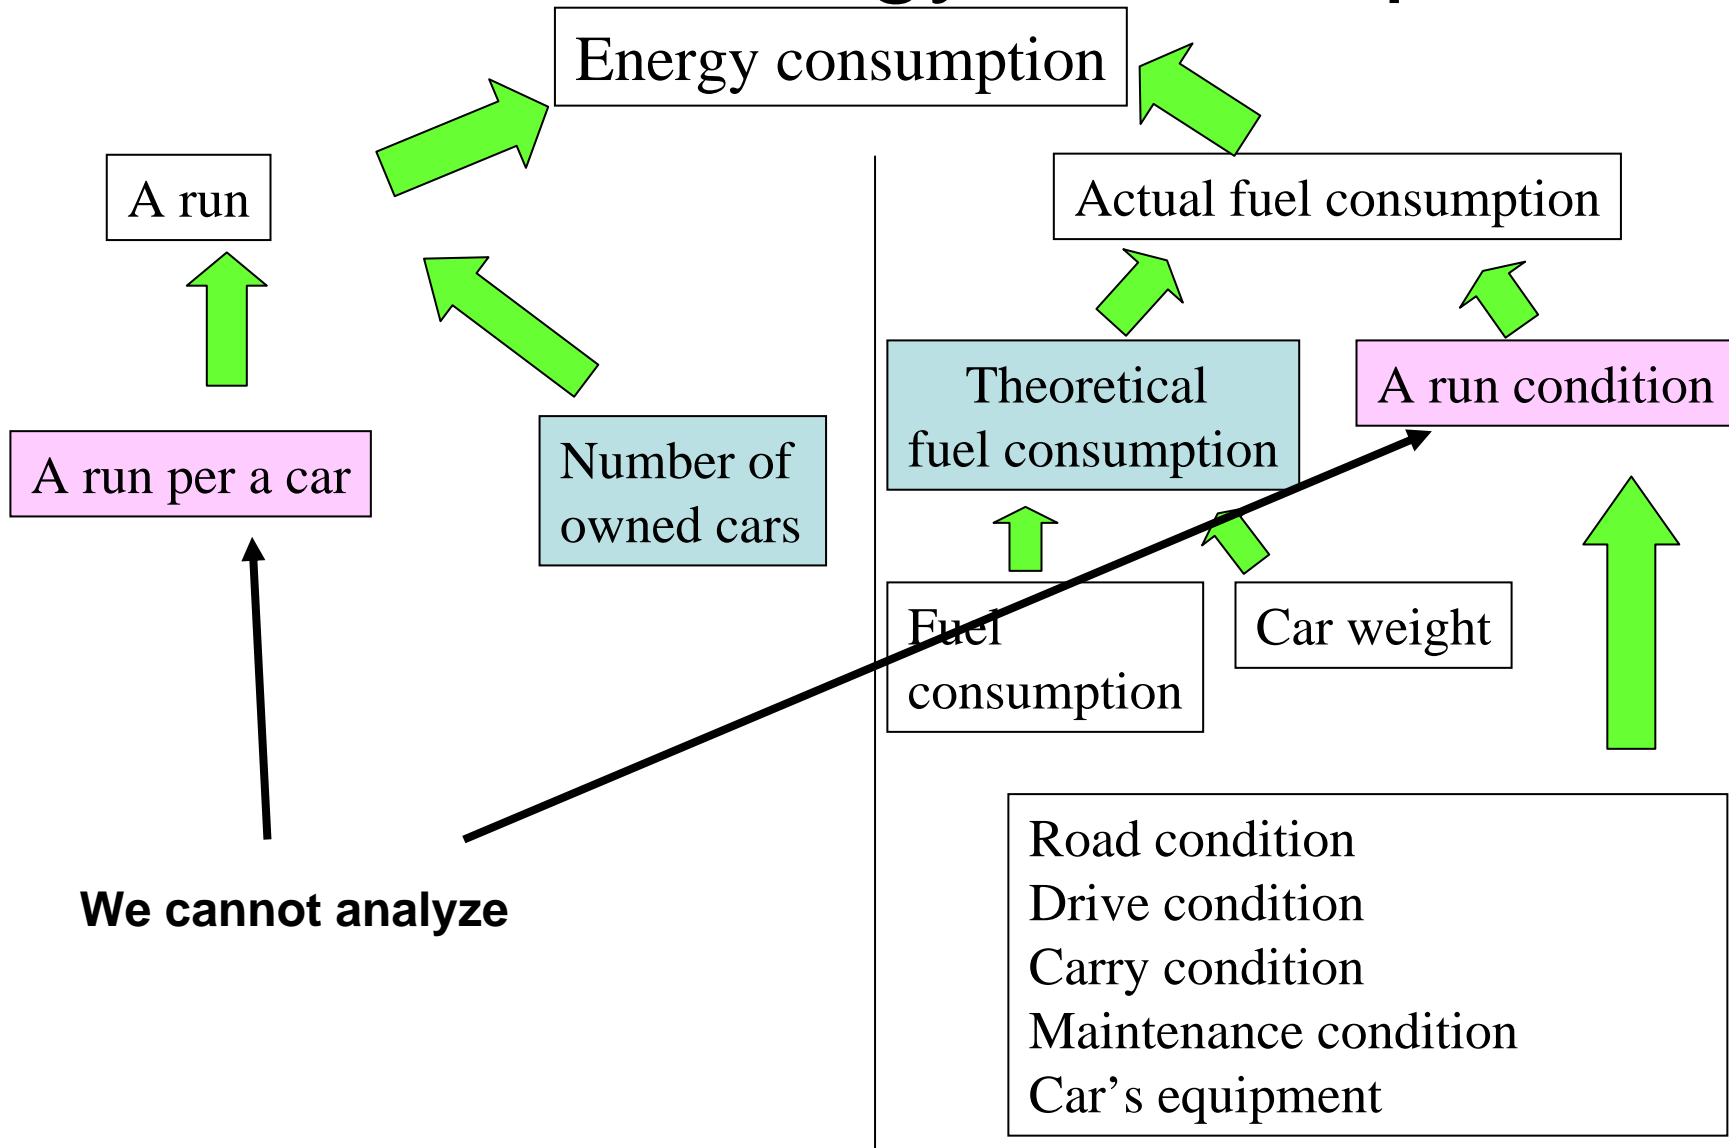 Energy consumption
A run
Actual fuel consumption
Theoretical
fuel consumption
A run condition
A run per a car
Number of
owned cars
Fuel
consumption
Car weight
We cannot analyze
Road condition
Drive condition
Carry condition
Maintenance condition
Car’s equipment